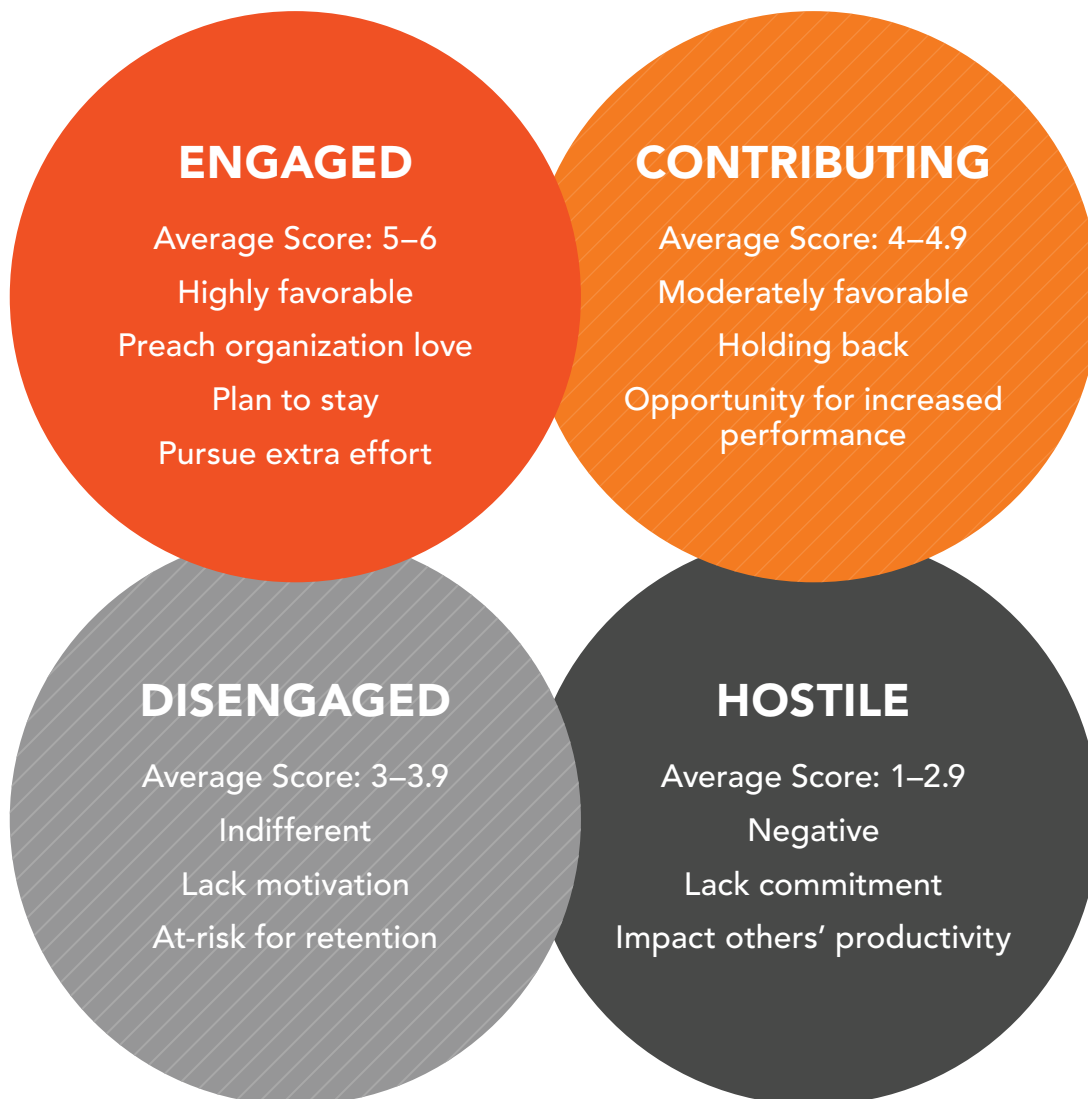 ENGAGED
Average Score: 5–6
Highly favorable
Preach organization love
Plan to stay
Pursue extra effort
CONTRIBUTING
Average Score: 4–4.9
Moderately favorable
Holding back
Opportunity for increased
performance
DISENGAGED
Average Score: 3–3.9
Indifferent
Lack motivation
At-risk for retention
HOSTILE
Average Score: 1–2.9
Negative
Lack commitment
Impact others’ productivity